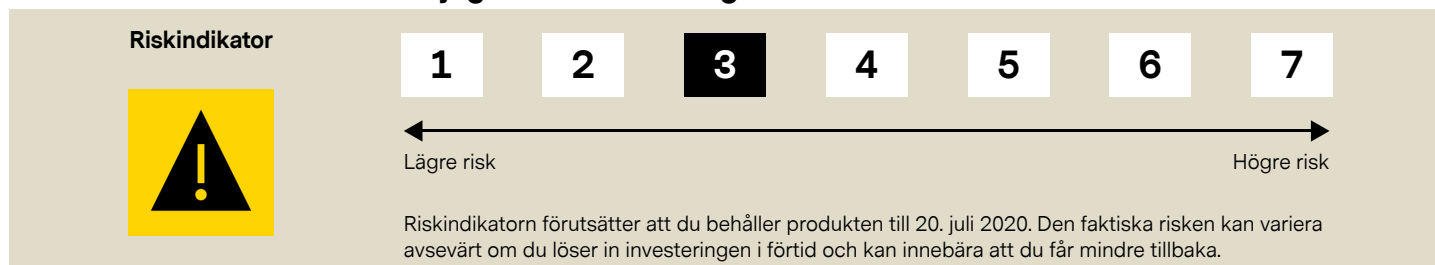 Riskindikator
1 2 3 4 5 6 7
Lägre risk Högre risk
Riskindikatorn förutsätter att du behåller produkten till 20. juli 2020. Den faktiska risken kan variera
avsevärt om du löser in investeringen i förtid och kan innebära att du får mindre tillbaka.